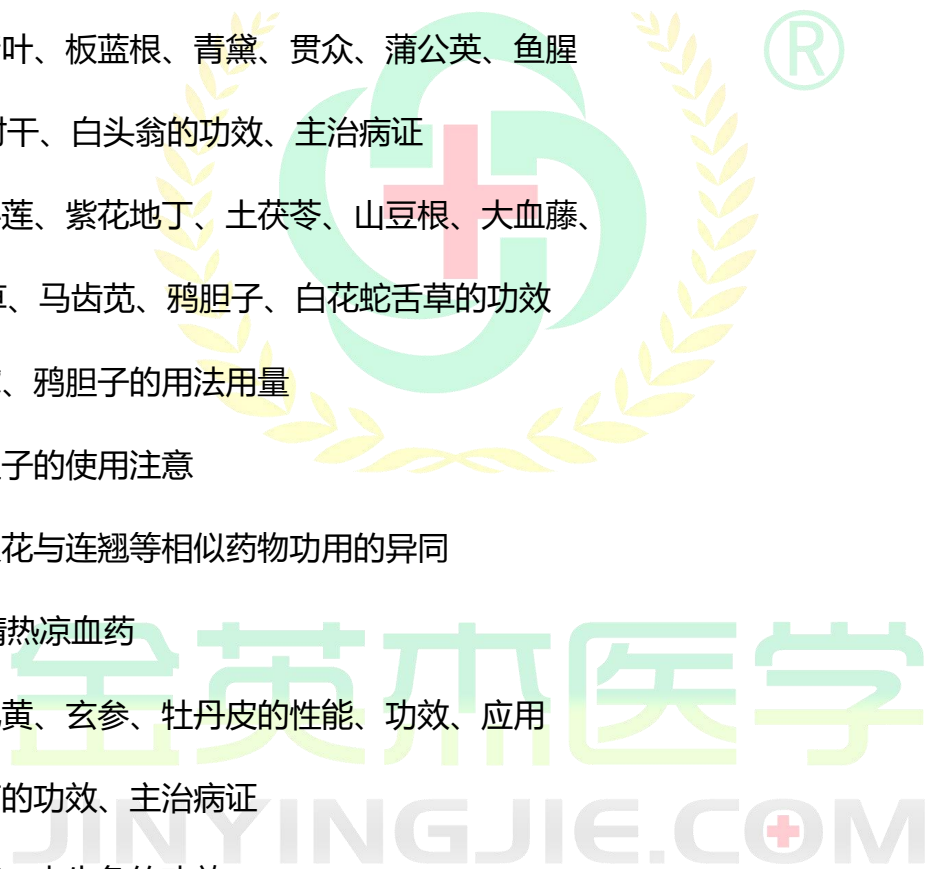 叶、板蓝根、青黛、贯众、蒲公英、鱼腥
干、白头翁的功效、主治病证
莲、紫花地丁、土茯苓、山豆根、大血藤、
、马齿苋、鸦胆子、白花蛇舌草的功效
、鸦胆子的用法用量
子的使用注意
花与连翘等相似药物功用的异同
热凉血药
黄、玄参、牡丹皮的性能、功效、应用
的功效、主治病证
金英杰医学
JINYINGJIE.COM
®